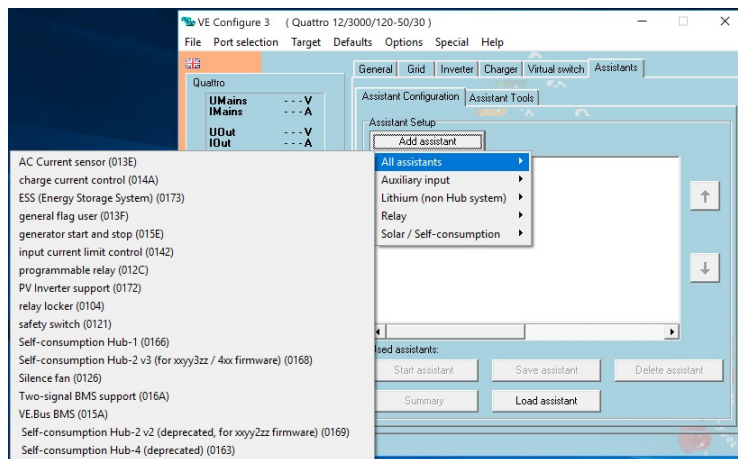 VE Configure 3 ( Quattro 12/3000/120-50/30 )
File Port selection Target Defaults Options Special Help
General Grid Inverter Charger Virtual switch Assistants
Quattro
UMains ---V
IMains ---A
UOut ---V
IOut ---A
Assistant Configuration Assistant Tools
Assistant Setup
Add assistant
All assistants
Auxiliary input
Lithium (non Hub system)
Relay
Solar / Self-consumption
AC Current sensor (013E)
charge current control (014A)
ESS (Energy Storage System) (0173)
general flag user (013F)
generator start and stop (015E)
input current limit control (0142)
programmable relay (012C)
PV Inverter support (0172)
relay locker (0104)
safety switch (0121)
Self-consumption Hub-1 (0166)
Self-consumption Hub-2 v3 (for xxyy3zz / 4xx firmware) (0168)
Silence fan (0126)
Two-signal BMS support (016A)
VE.Bus BMS (015A)
Self-consumption Hub-2 v2 (deprecated, for xxyy2zz firmware) (0169)
Self-consumption Hub-4 (deprecated) (0163)
sed assistants:
Start assistant Save assistant Delete assistant
Summary Load assistant